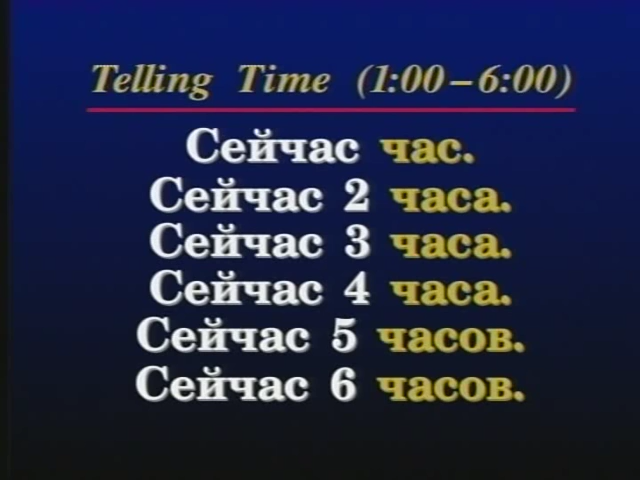 Telling Time (1:00–6:00)
Сейчас час.
Сейчас 2 часа.
Сейчас 3 часа.
Сейчас 4 часа.
Сейчас 5 часов.
Сейчас 6 часов.